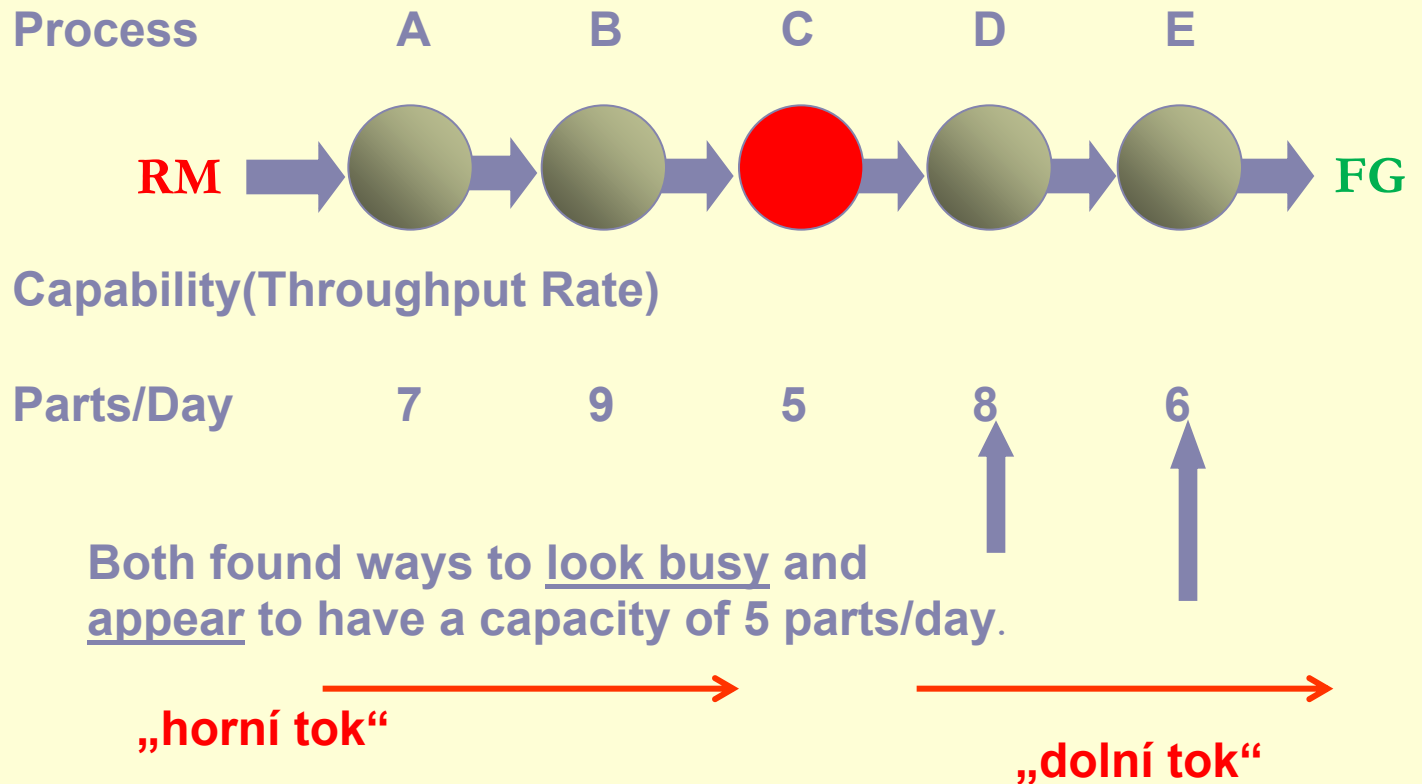 Process A B C D E
RM FG
Capability(Throughput Rate)
Parts/Day 7 9 5 8 6
Both found ways to look busy and
appear to have a capacity of 5 parts/day.
„horní tok“
„dolní tok“